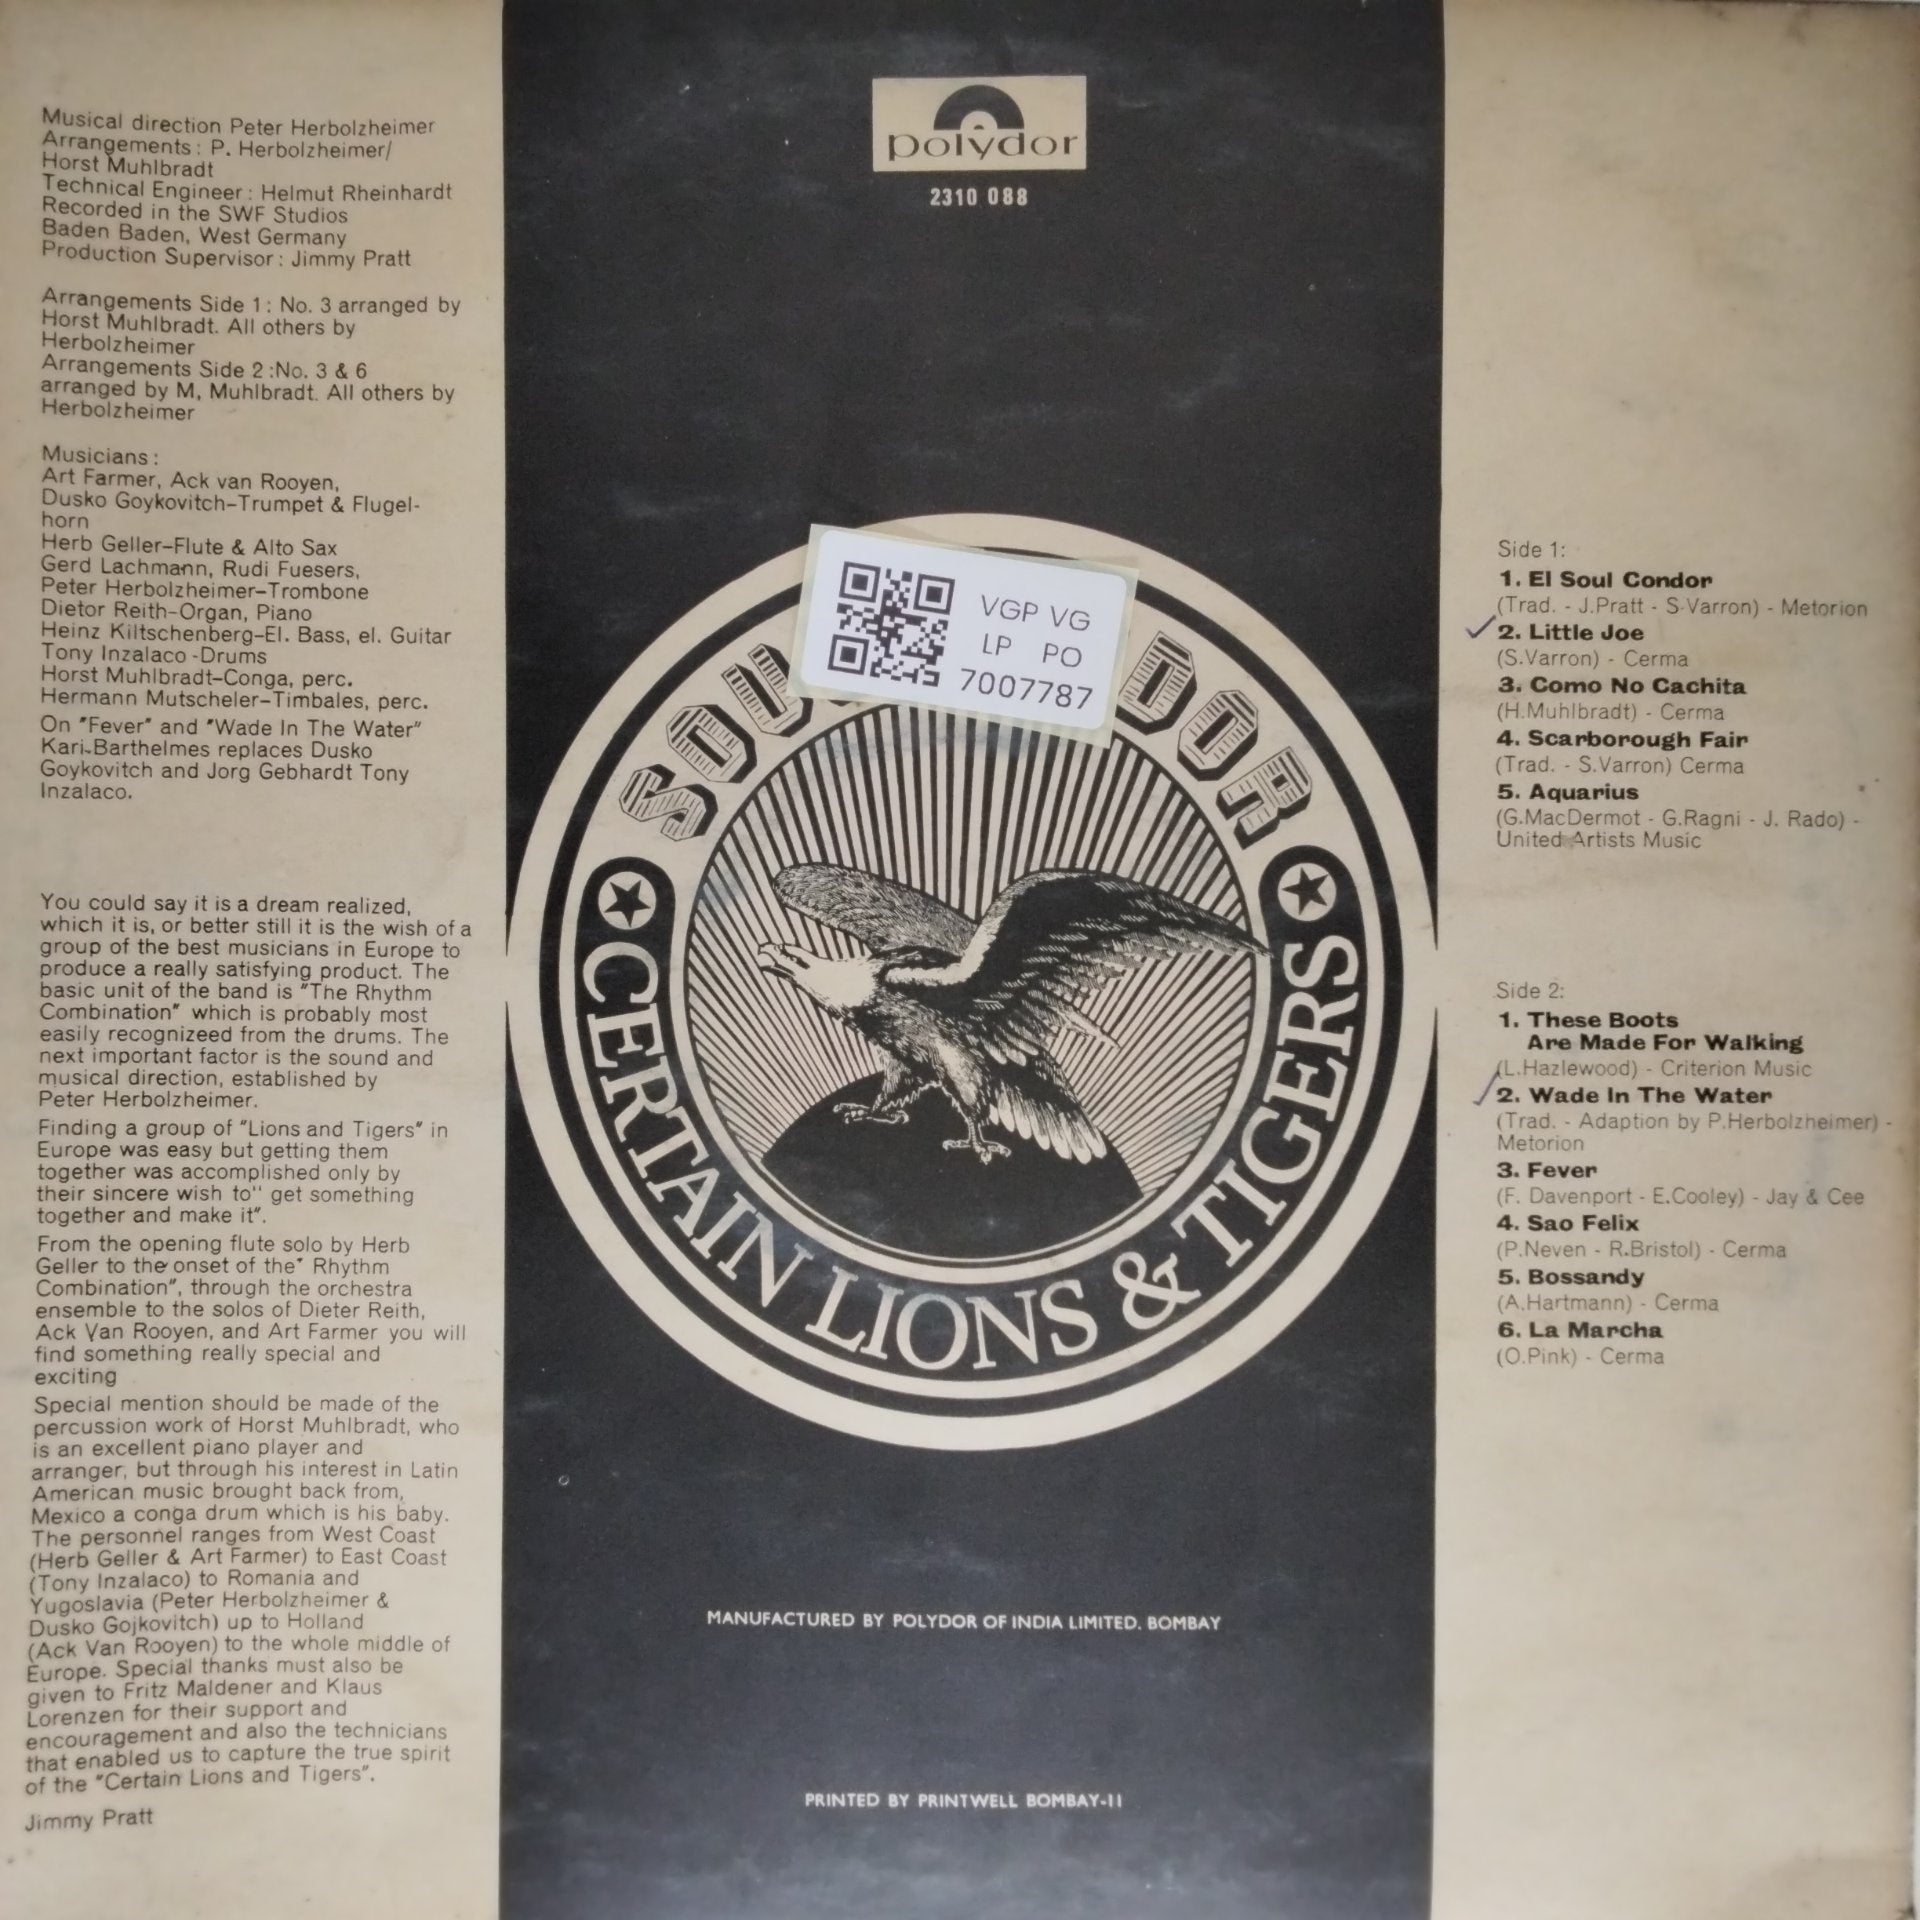 Musical direction Peter Herbolzheimer
Arrangements: P. Herbolzheimer/
Horst Muhlbradt
Technical Engineer: Helmut Rheinhardt
Recorded in the SWF Studios
Baden Baden, West Germany
Production Supervisor: Jimmy Pratt
Arrangements Side 1: No. 3 arranged by
Horst Muhlbradt. All others by
Herbolzheimer
Arrangements Side 2 :No. 3 & 6
arranged by M, Muhlbradt. All others by
Herbolzheimer
Musicians:
Art Farmer, Ack van Rooyen,
Dusko Goykovitch-Trumpet & Flugel-
horn
Herb Geller-Flute & Alto Sax
Gerd Lachmann, Rudi Fuesers,
Peter Herbolzheimer-Trombone
Dietor Reith-Organ, Piano
Heinz Kiltschenberg-El. Bass, el. Guitar
Tony Inzalaco -Drums
Horst Muhlbradt-Conga, perc.
Hermann Mutscheler-Timbales, perc.
On "Fever" and "Wade In The Water"
Kari-Barthelmes replaces Dusko
Goykovitch and Jorg Gebhardt Tony
Inzalaco.
You could say it is a dream realized,
which it is, or better still it is the wish of a
group of the best musicians in Europe to
produce a really satisfying product. The
basic unit of the band is "The Rhythm
Combination" which is probably most
easily recognizeed from the drums. The
next important factor is the sound and
musical direction, established by
Peter Herbolzheimer.
Finding a group of "Lions and Tigers" in
Europe was easy but getting them
together was accomplished only by
their sincere wish to" get something
together and make it".
From the opening flute solo by Herb
Geller to the onset of the" Rhythm
Combination", through the orchestra
ensemble to the solos of Dieter Reith,
Ack Van Rooyen, and Art Farmer you will
find something really special and
exciting
Special mention should be made of the
percussion work of Horst Muhlbradt, who
is an excellent piano player and
arranger, but through his interest in Latin
American music brought back from,
Mexico a conga drum which is his baby.
The personnel ranges from West Coast
(Herb Geller & Art Farmer) to East Coast
(Tony Inzalaco) to Romania and
Yugoslavia (Peter Herbolzheimer &
Dusko Gojkovitch) up to Holland
(Ack Van Rooyen) to the whole middle of
Europe. Special thanks must also be
given to Fritz Maldener and Klaus
Lorenzen for their support and
encouragement and also the technicians
that enabled us to capture the true spirit
of the "Certain Lions and Tigers".
Jimmy Pratt
polydor
2310 088
VGP VG
LP PO
7007787
CERTAIN LIONS & TIGERS
MANUFACTURED BY POLYDOR OF INDIA LIMITED. BOMBAY
PRINTED BY PRINTWELL BOMBAY-11
Side 1:
1. El Soul Condor
(Trad. - J.Pratt - S.Varron) - Metorion
2. Little Joe
(S.Varron) - Cerma
3. Como No Cachita
(H.Muhlbradt) - Cerma
4. Scarborough Fair
(Trad. - S.Varron) Cerma
5. Aquarius
(G.MacDermot - G.Ragni - J. Rado) -
United Artists Music
Side 2:
1. These Boots
Are Made For Walking
(L.Hazlewood) - Criterion Music
2. Wade In The Water
(Trad. - Adaption by P.Herbolzheimer) -
Metorion
3. Fever
(F. Davenport - E.Cooley) - Jay & Cee
4. Sao Felix
(P.Neven - R.Bristol) - Cerma
5. Bossandy
(A.Hartmann) - Cerma
6. La Marcha
(O.Pink) - Cerma